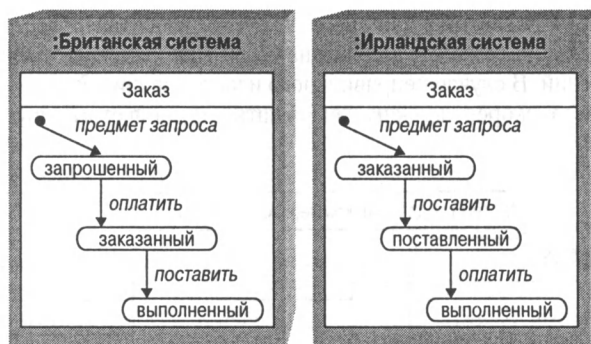 :Британская система
Заказ
предмет запроса
запрошенный
оплатить
заказанный
поставить
выполненный
:Ирландская система
Заказ
предмет запроса
заказанный
поставить
поставленный
оплатить
выполненный